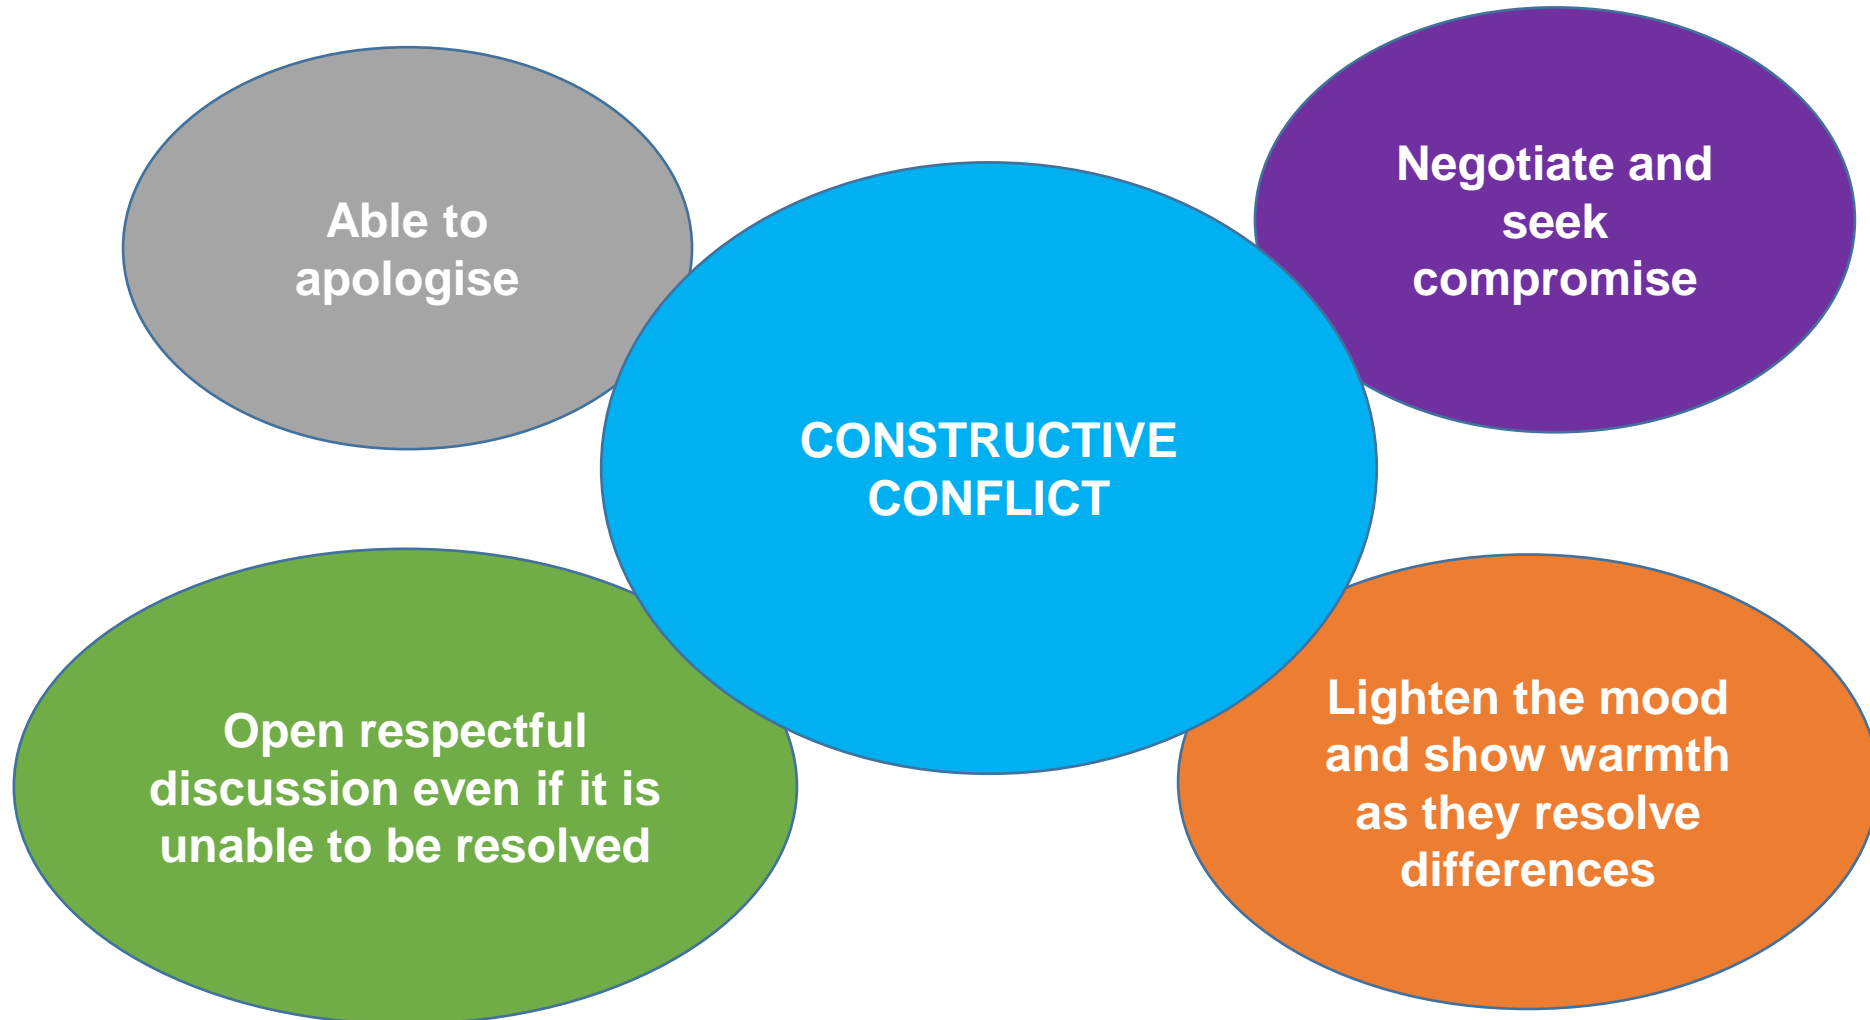 Able to
apologise
Negotiate and
seek
compromise
CONSTRUCTIVE
CONFLICT
Open respectful
discussion even if it is
unable to be resolved
Lighten the mood
and show warmth
as they resolve
differences